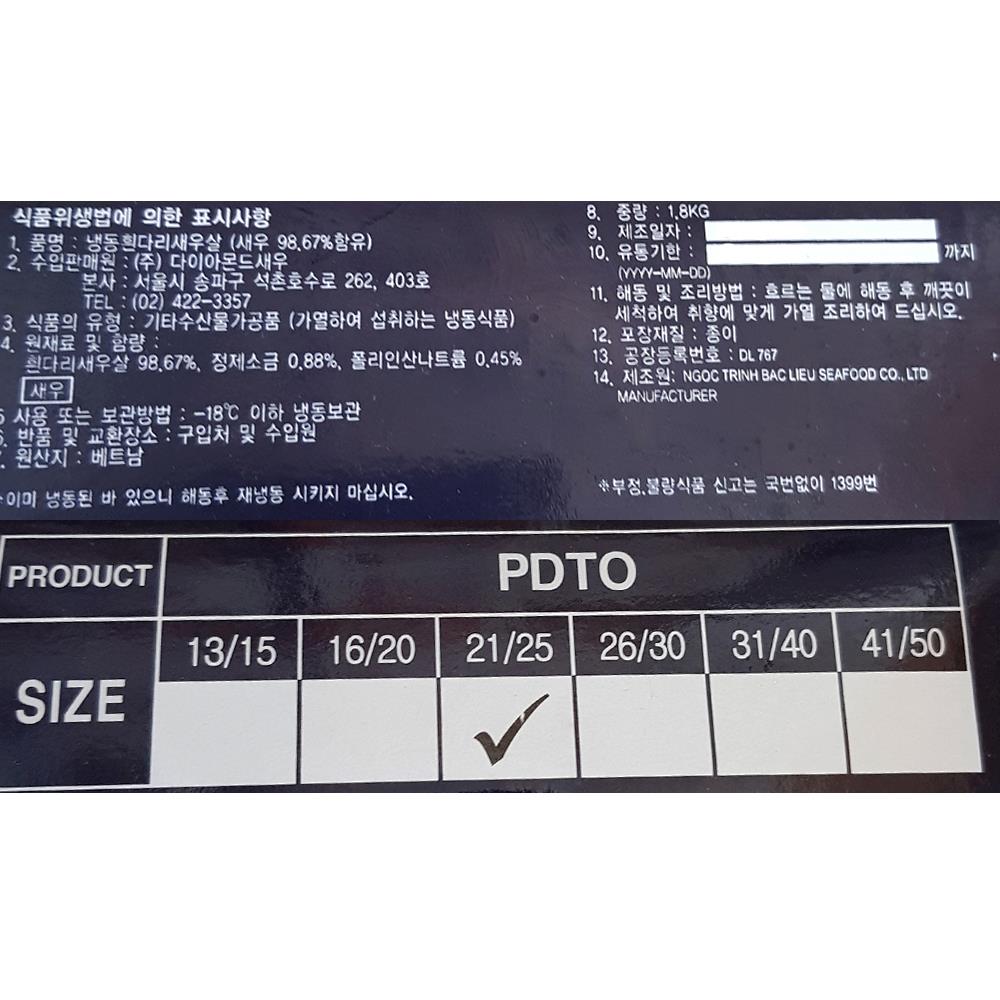 식품위생법에 의한 표시사항
1. 품명 : 냉동흰다리새우살 (새우 98.67%함유)
2. 수입판매원 : (주) 다이아몬드새우
본사 : 서울시 송파구 석촌호수로 262, 403호
TEL : (02) 422-3357
3. 식품의 유형 : 기타수산물가공품 (가열하여 섭취하는 냉동식품)
4. 원재료 및 함량 :
흰다리새우살 98.67%, 정제소금 0.88%, 폴리인산나트륨 0.45%
새우
5 사용 또는 보관방법 : -18℃ 이하 냉동보관
6. 반품 및 교환장소 : 구입처 및 수입원
. 원산지 : 베트남
이미 냉동된 바 있으니 해동후 재냉동 시키지 마십시오.
8. 중량 : 1.8KG
9. 제조일자 :
10. 유통기한 : 까지
(YYYY-MM-DD)
11. 해동 및 조리방법 : 흐르는 물에 해동 후 깨끗이
세척하여 취향에 맞게 가열 조리하여 드십시오.
12. 포장재질 : 종이
13. 공장등록번호 : DL 767
14. 제조원: NGOC TRINH BAC LIEU SEAFOOD CO., LTD
MANUFACTURER
※부정.불량식품 신고는 국번없이 1399번
PRODUCT PDTO
SIZE 13/15 16/20 21/25 26/30 31/40 41/50
✓